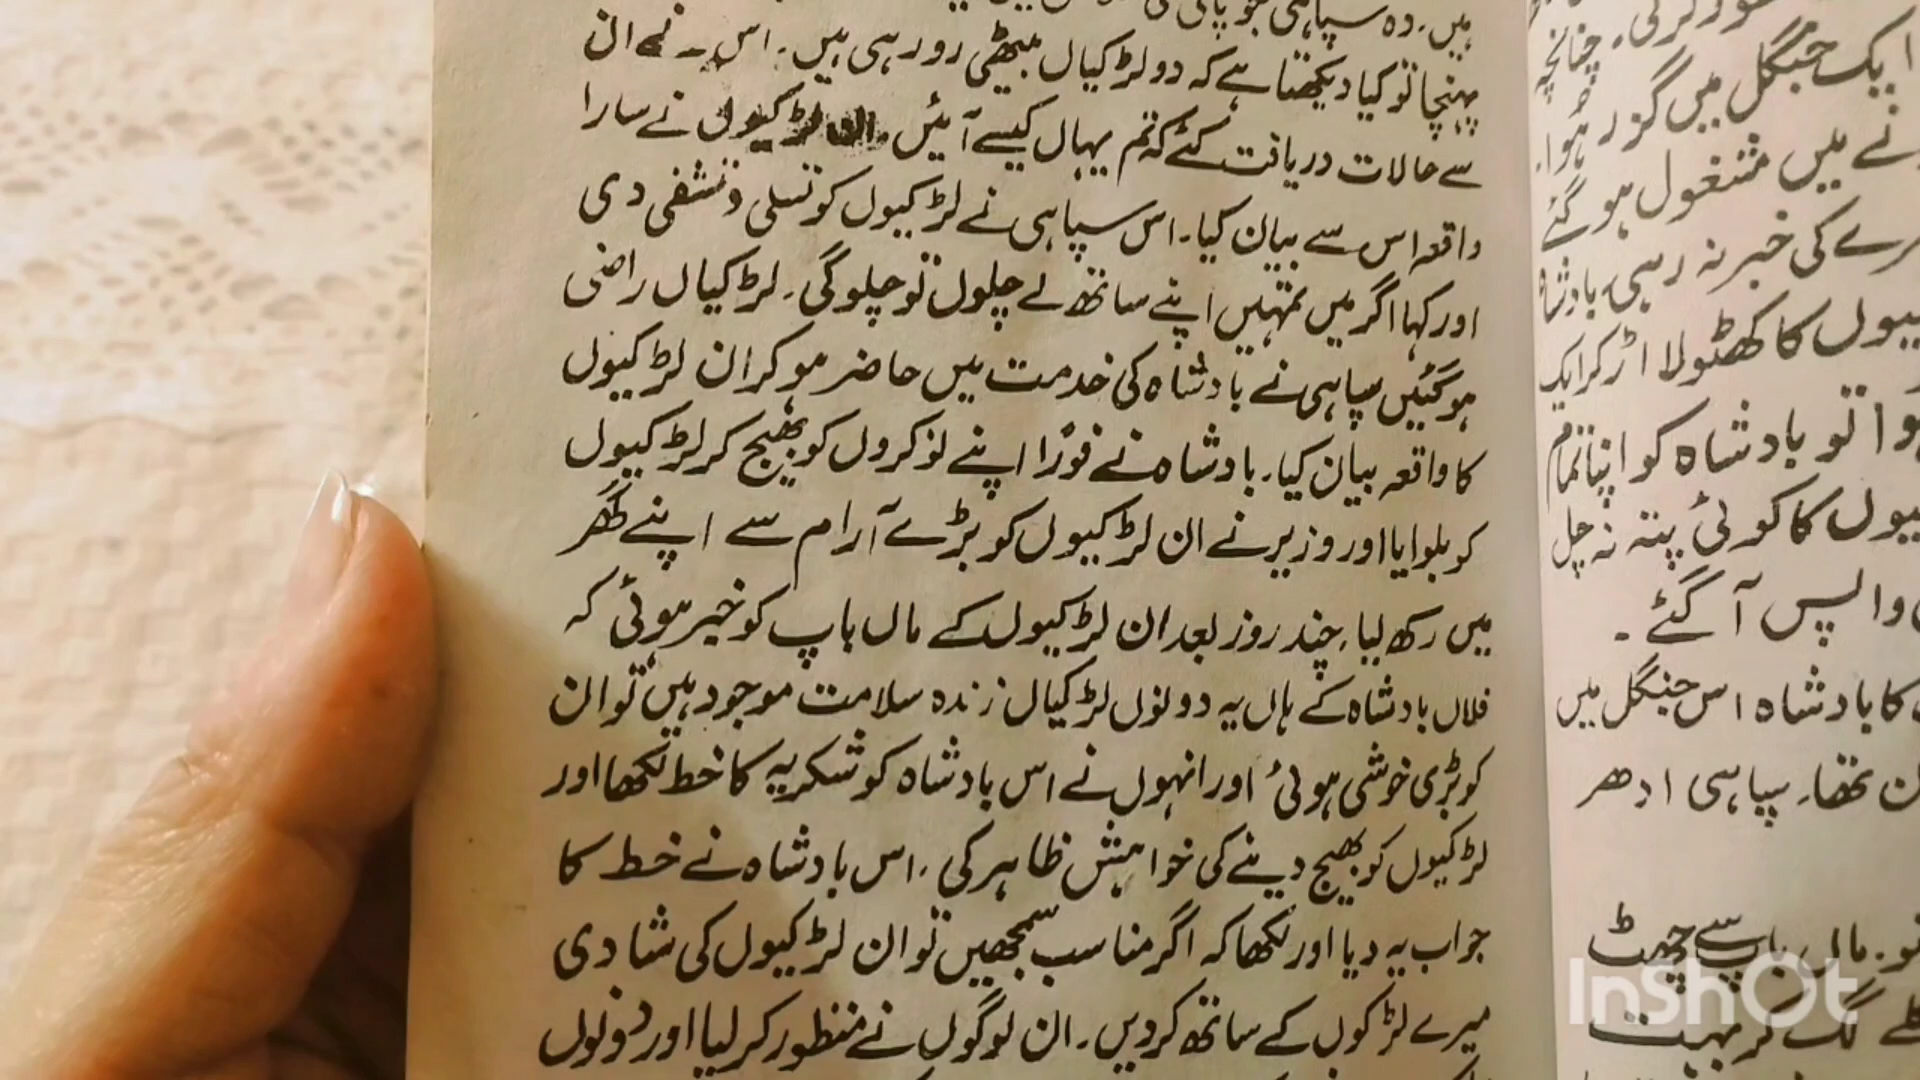 ہیں۔ وہ سپاہی جو پانی کی
پہنچا تو کیا دیکھتا ہے کہ دو لڑکیاں بیٹھی رو رہی ہیں۔ اس نے ان
سے حالات دریافت کئے کہ تم یہاں کیسے آئیں۔ ان لڑکیوں نے سارا
واقعہ اس سے بیان کیا۔ اس سپاہی نے لڑکیوں کو تسلی و تشفی دی
اور کہا اگر میں تمہیں اپنے ساتھ لے چلوں تو چلو گی۔ لڑکیاں راضی
ہو گئیں سپاہی نے بادشاہ کی خدمت میں حاضر ہو کر ان لڑکیوں
کا واقعہ بیان کیا۔ بادشاہ نے فوراً اپنے نوکروں کو بھیج کر لڑکیوں
کو بلوایا اور وزیر نے ان لڑکیوں کو بڑے آرام سے اپنے گھر
میں رکھ لیا۔ چند روز بعد ان لڑکیوں کے ماں باپ کو خبر ہوئی کہ
فلاں بادشاہ کے ہاں یہ دونوں لڑکیاں زندہ سلامت موجود ہیں تو ان
کو بڑی خوشی ہوئی اور انہوں نے اس بادشاہ کو شکریہ کا خط لکھا اور
لڑکیوں کو بھیج دینے کی خواہش ظاہر کی۔ اس بادشاہ نے خط کا
جواب یہ دیا اور لکھا کہ اگر مناسب سمجھیں تو ان لڑکیوں کی شادی
میرے لڑکوں کے ساتھ کر دیں۔ ان لوگوں نے منظور کر لیا اور دونوں
چنانچہ
ایک جنگل میں گزر ہوا۔
نے میں مشغول ہو گئے
کی خبر نہ رہی۔ بادشاہ
کا کھٹولا اڑ کر ایک
ہوا تو بادشاہ کو اپنا تمام
کا کوئی پتہ نہ چل
واپس آ گئے۔
کا بادشاہ اس جنگل میں
تھا۔ سپاہی ادھر
تو۔ ماں باپ سے چھٹ
لگ کر بہت
InShOt